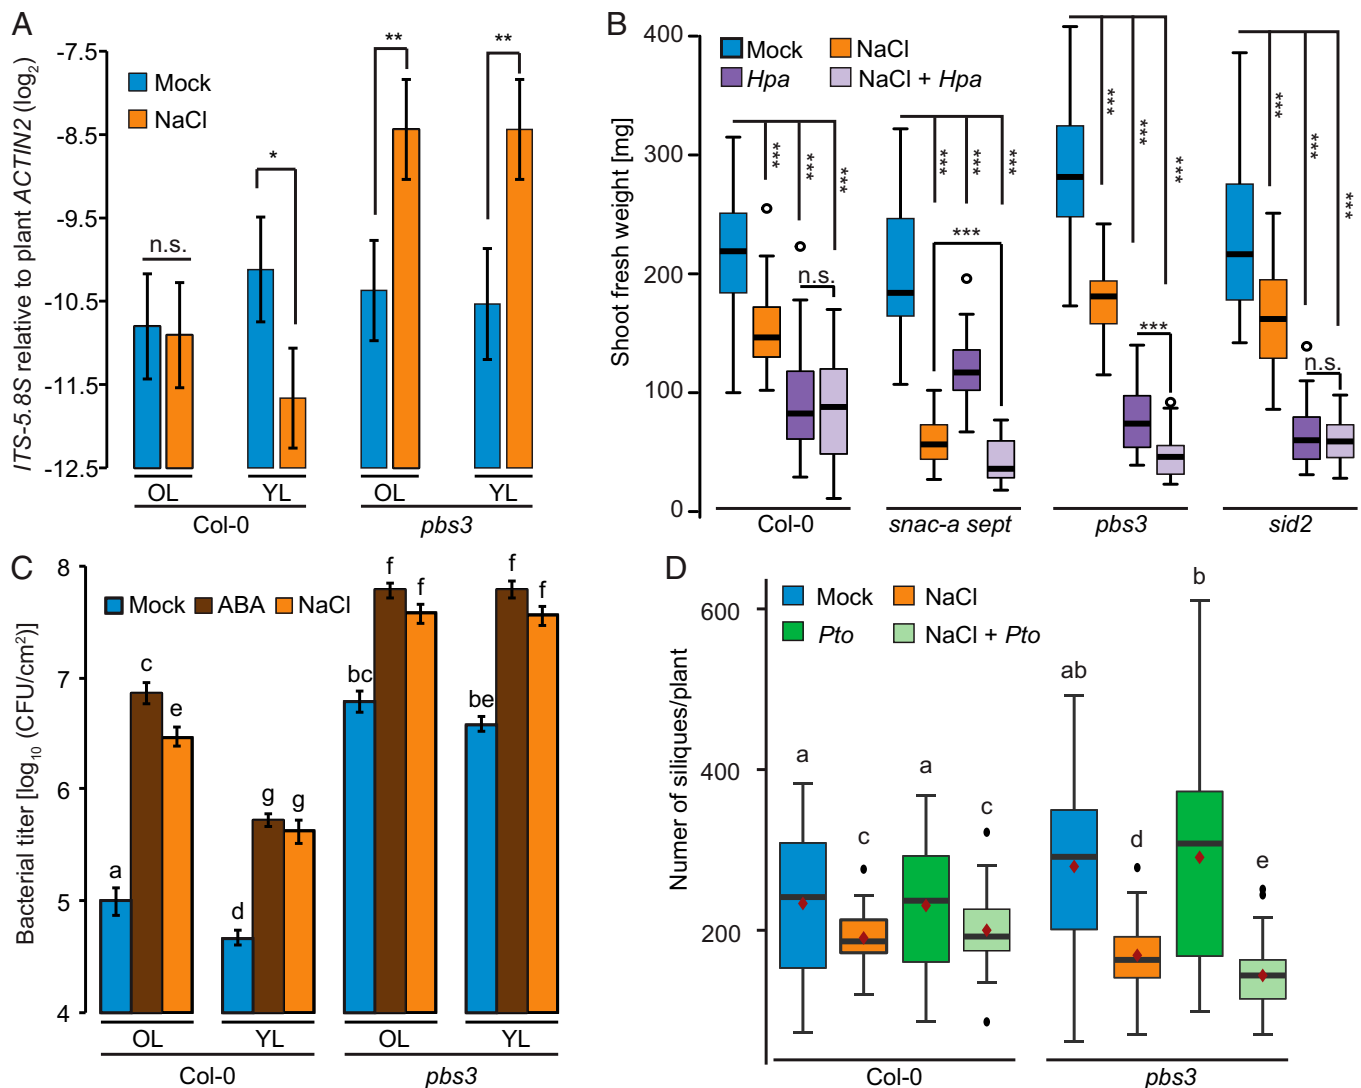 A
ITS-5.8S relative to plant ACTIN2 (log2)
-7.5
-8.5
-9.5
-10.5
-11.5
-12.5
Mock
NaCl
n.s.
*
**
**
OL YL OL YL
Col-0 pbs3
B
Shoot fresh weight [mg]
400
300
200
100
0
Mock NaCl
Hpa NaCl + Hpa
*** *** ***
n.s.
*** *** ***
***
*** *** ***
***
*** *** ***
n.s.
Col-0 snac-a sept pbs3 sid2
C
Bacterial titer [log10 (CFU/cm2)]
8
7
6
5
4
Mock ABA NaCl
a c e d g g bc f f be f f
OL YL OL YL
Col-0 pbs3
D
Numer of siliques/plant
600
400
200
Mock NaCl
Pto NaCl + Pto
a c a c ab d b e
Col-0 pbs3